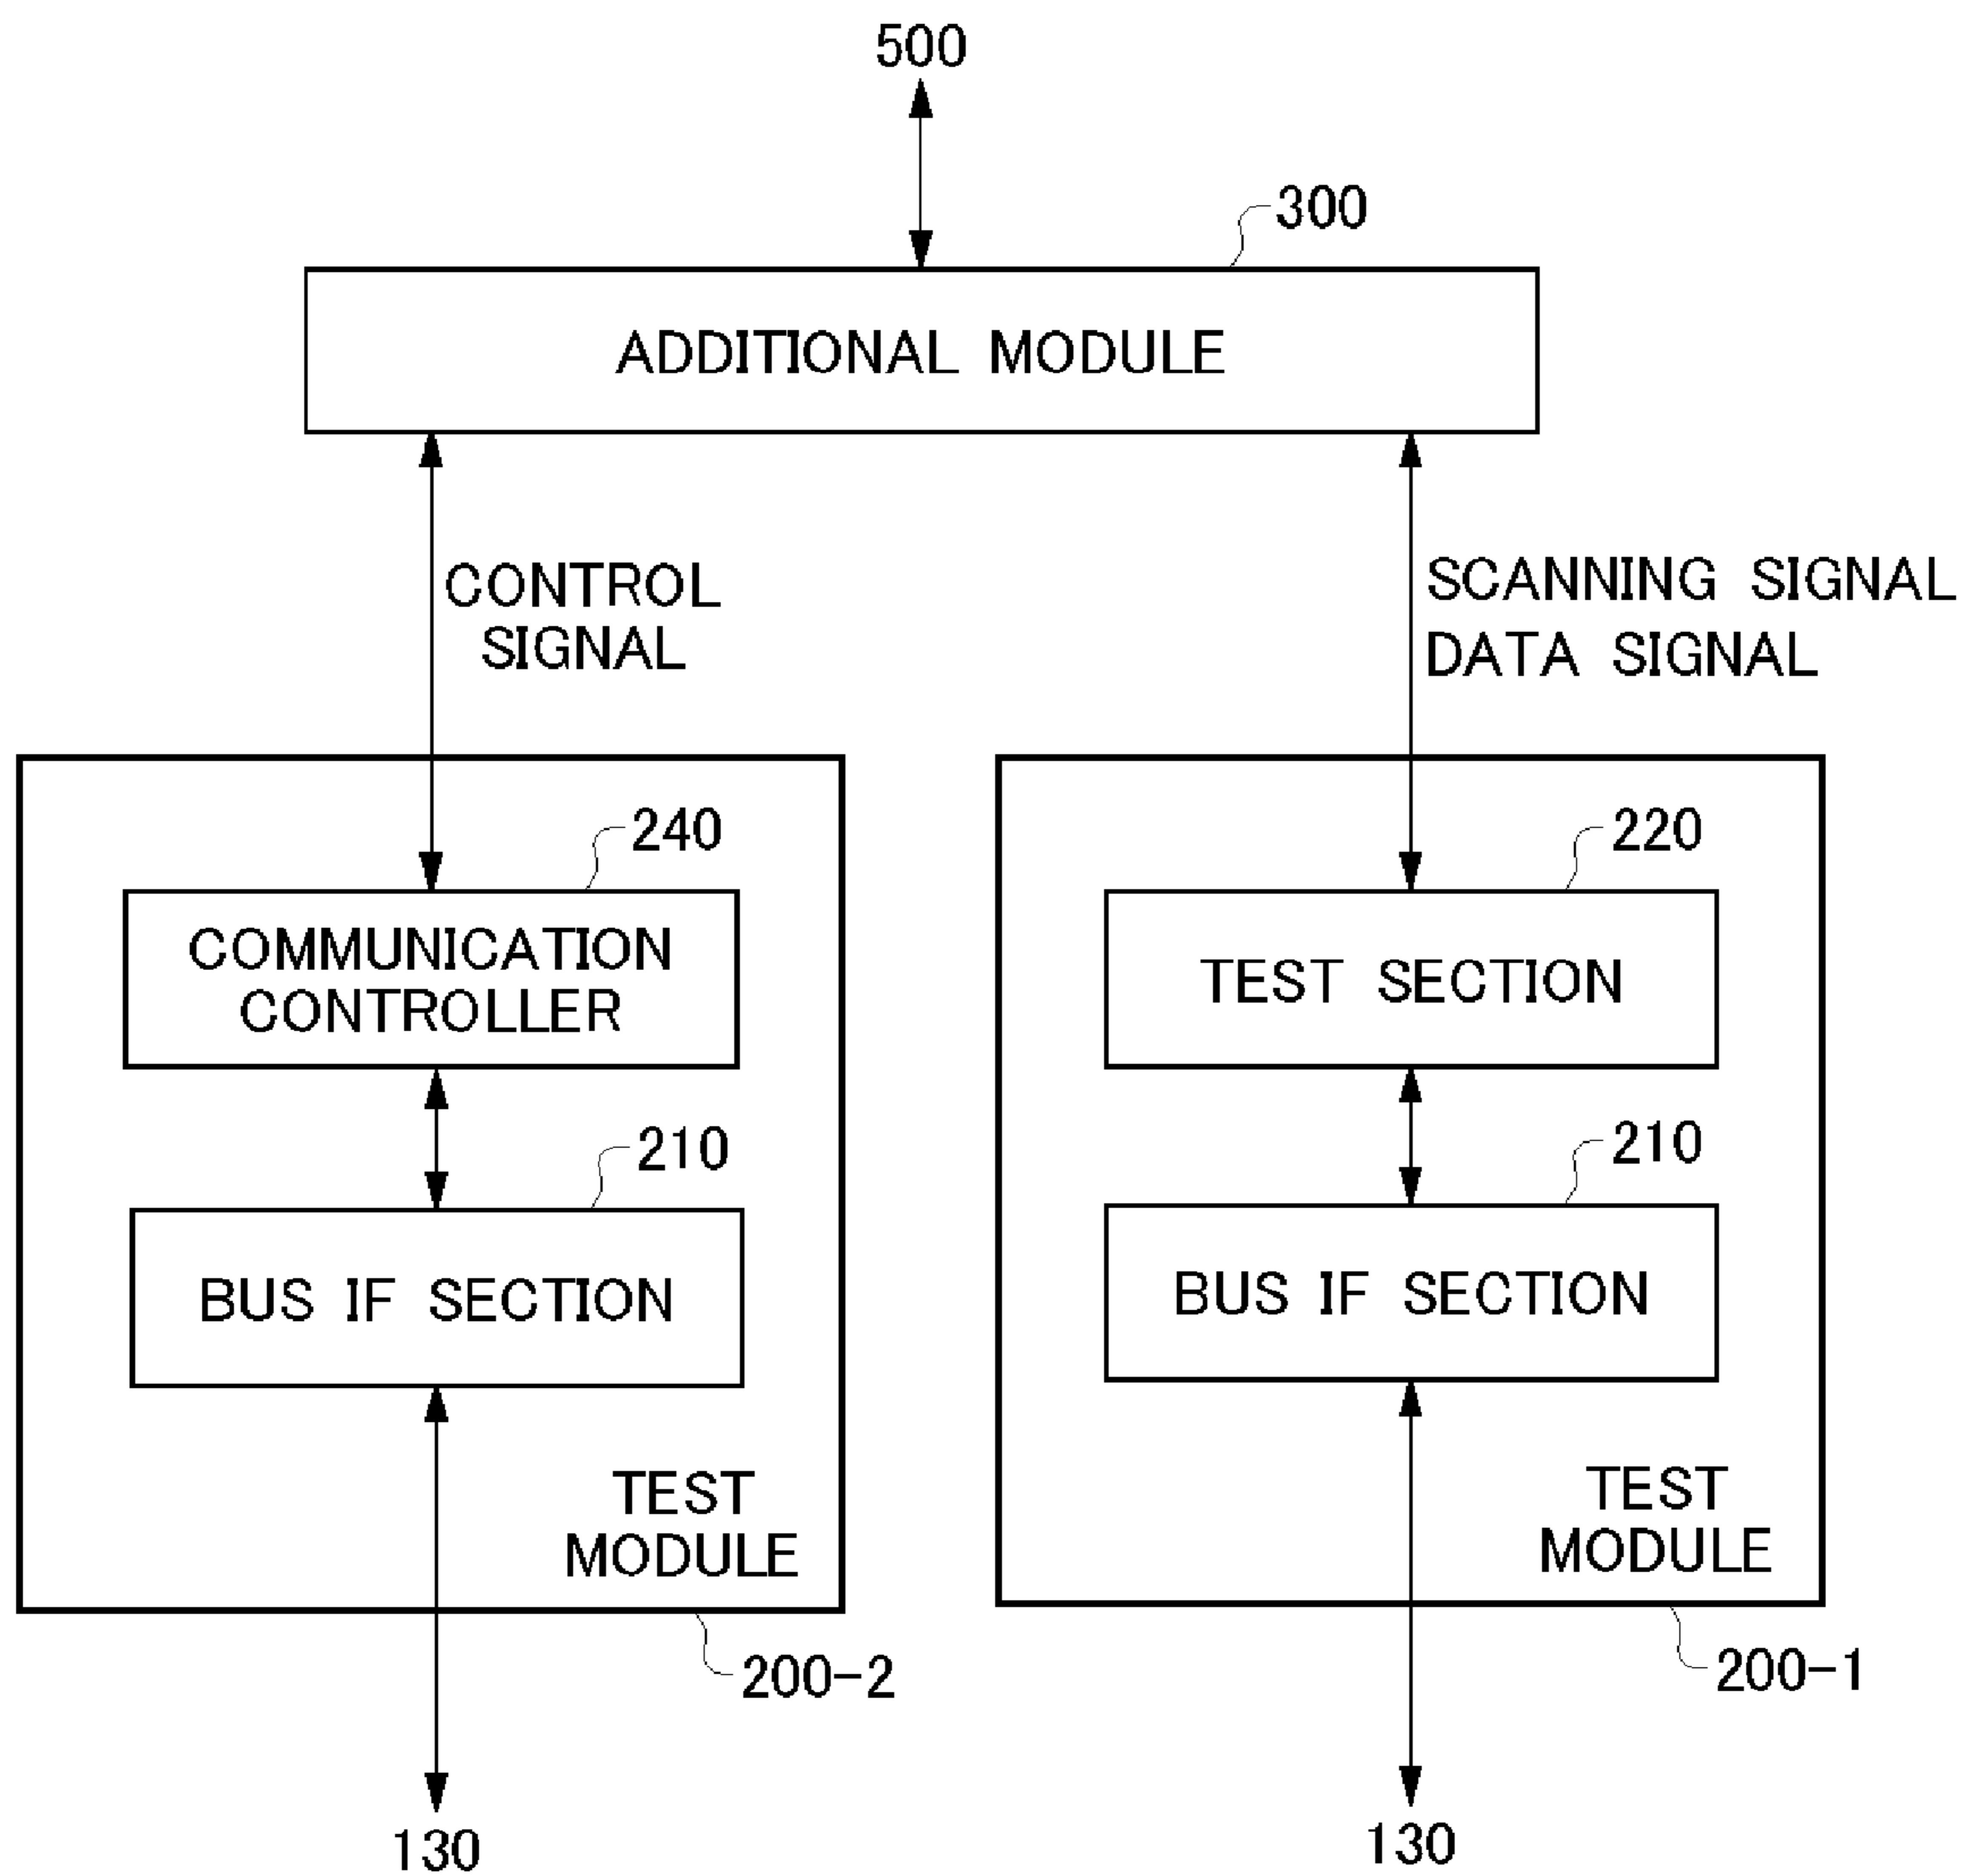 500
300
ADDITIONAL MODULE
CONTROL
SIGNAL
SCANNING SIGNAL
DATA SIGNAL
240
COMMUNICATION
CONTROLLER
210
BUS IF SECTION
TEST
MODULE
200-2
130
220
TEST SECTION
210
BUS IF SECTION
TEST
MODULE
200-1
130